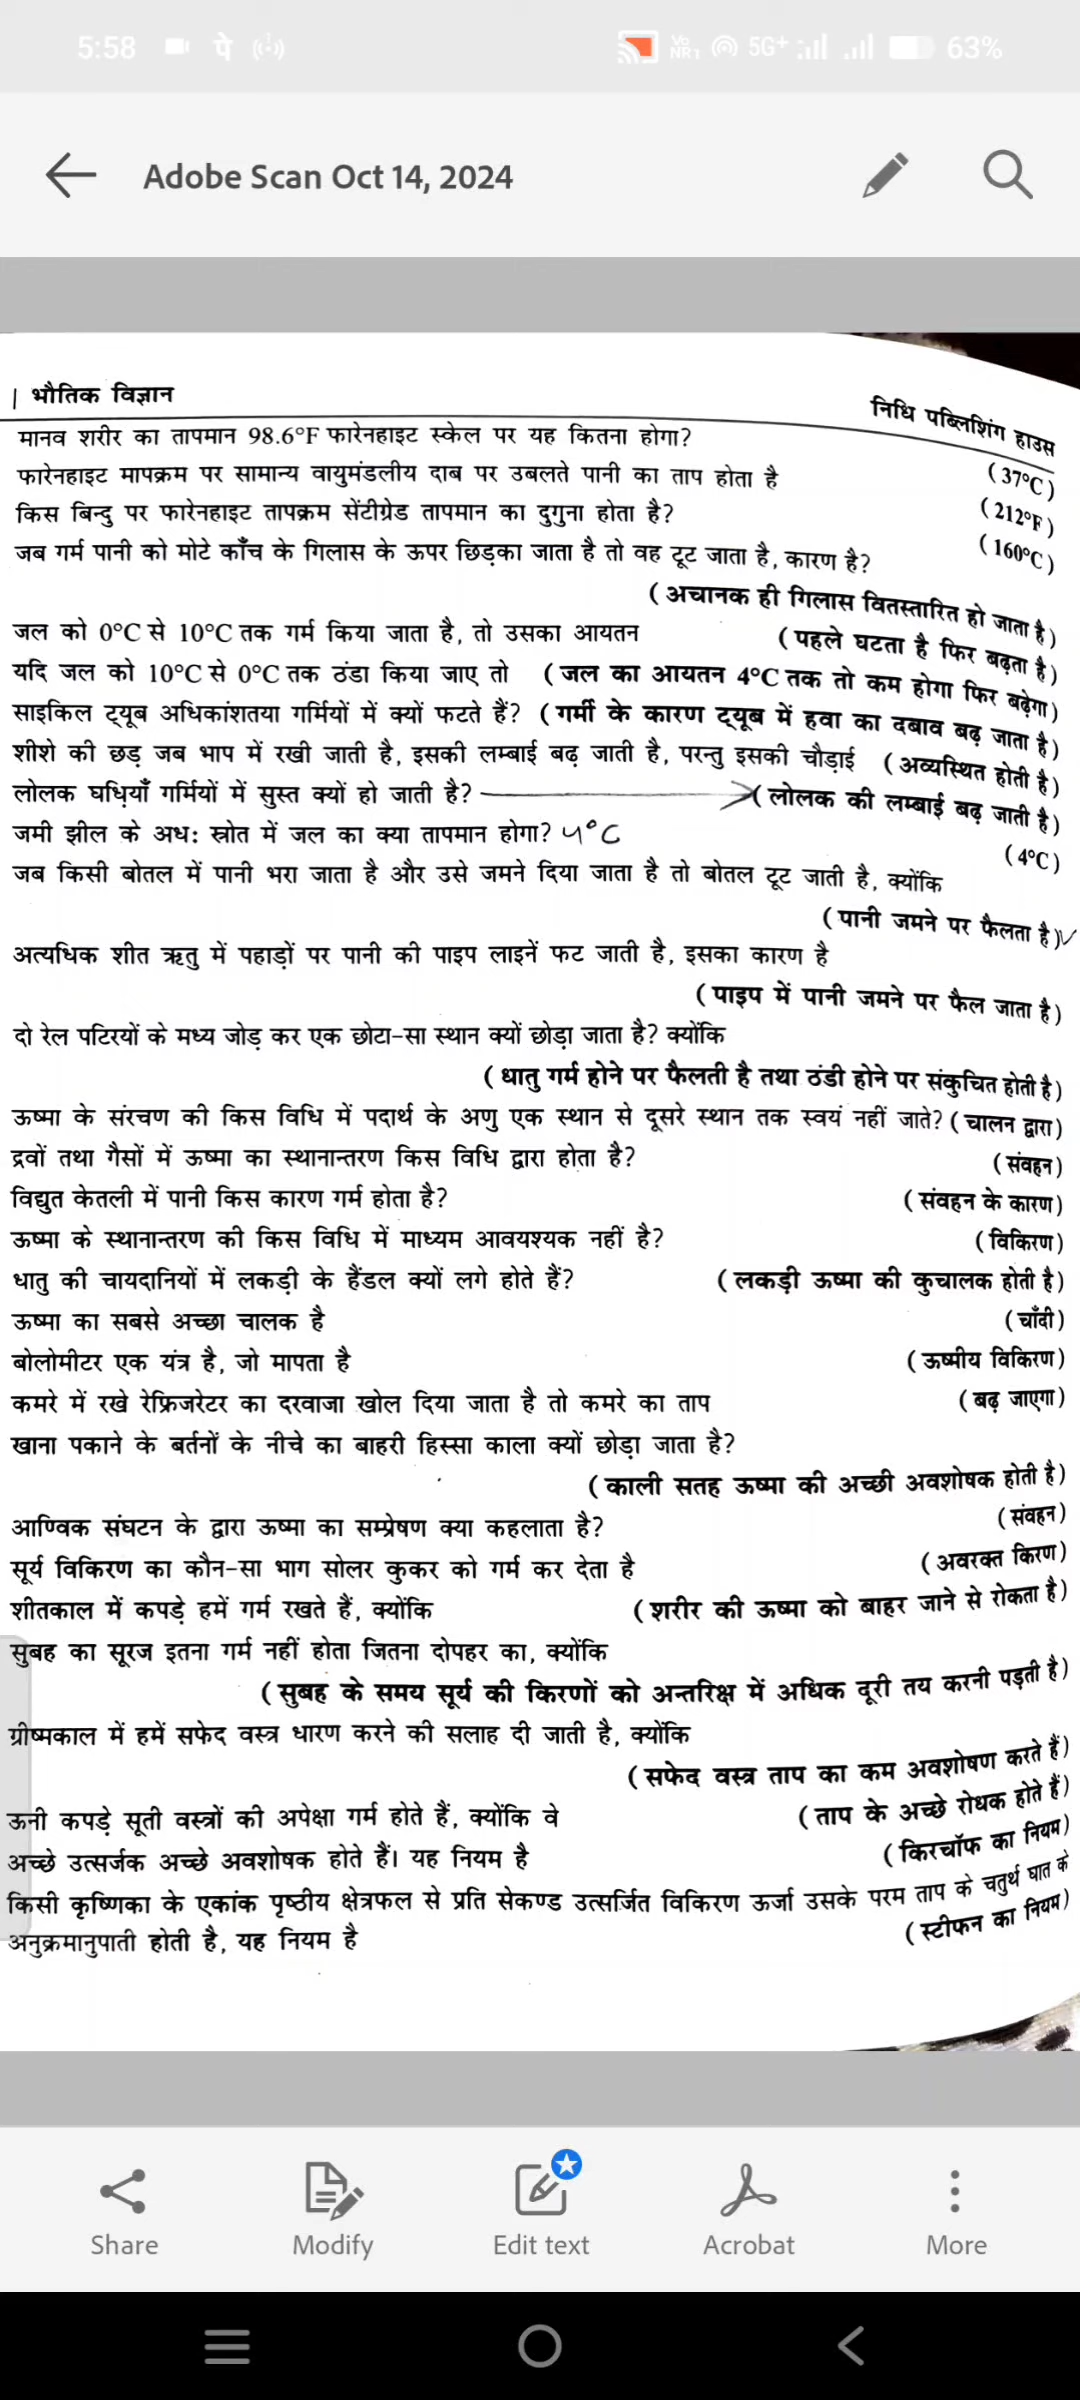 5:58 पे 5G+ 63%
Adobe Scan Oct 14, 2024
| भौतिक विज्ञान
निधि पब्लिशिंग हाउस
मानव शरीर का तापमान 98.6°F फारेनहाइट स्केल पर यह कितना होगा? (37°C)
फारेनहाइट मापक्रम पर सामान्य वायुमंडलीय दाब पर उबलते पानी का ताप होता है (212°F)
किस बिन्दु पर फारेनहाइट तापक्रम सेंटीग्रेड तापमान का दुगुना होता है? (160°C)
जब गर्म पानी को मोटे काँच के गिलास के ऊपर छिड़का जाता है तो वह टूट जाता है, कारण है?
(अचानक ही गिलास वितस्तारित हो जाता है)
जल को 0°C से 10°C तक गर्म किया जाता है, तो उसका आयतन (पहले घटता है फिर बढ़ता है)
यदि जल को 10°C से 0°C तक ठंडा किया जाए तो (जल का आयतन 4°C तक तो कम होगा फिर बढ़ेगा)
साइकिल ट्यूब अधिकांशतया गर्मियों में क्यों फटते हैं? (गर्मी के कारण ट्यूब में हवा का दबाव बढ़ जाता है)
शीशे की छड़ जब भाप में रखी जाती है, इसकी लम्बाई बढ़ जाती है, परन्तु इसकी चौड़ाई (अव्यस्थित होती है)
लोलक घधियाँ गर्मियों में सुस्त क्यों हो जाती है? (लोलक की लम्बाई बढ़ जाती है)
जमी झील के अध: स्रोत में जल का क्या तापमान होगा? 4°C (4°C)
जब किसी बोतल में पानी भरा जाता है और उसे जमने दिया जाता है तो बोतल टूट जाती है, क्योंकि
(पानी जमने पर फैलता है)
अत्यधिक शीत ऋतु में पहाड़ों पर पानी की पाइप लाइनें फट जाती है, इसका कारण है
(पाइप में पानी जमने पर फैल जाता है)
दो रेल पटिरयों के मध्य जोड़ कर एक छोटा-सा स्थान क्यों छोड़ा जाता है? क्योंकि
(धातु गर्म होने पर फैलती है तथा ठंडी होने पर संकुचित होती है)
ऊष्मा के संरचण की किस विधि में पदार्थ के अणु एक स्थान से दूसरे स्थान तक स्वयं नहीं जाते? (चालन द्वारा)
द्रवों तथा गैसों में ऊष्मा का स्थानान्तरण किस विधि द्वारा होता है? (संवहन)
विद्युत केतली में पानी किस कारण गर्म होता है? (संवहन के कारण)
ऊष्मा के स्थानान्तरण की किस विधि में माध्यम आवयश्यक नहीं है? (विकिरण)
धातु की चायदानियों में लकड़ी के हैंडल क्यों लगे होते हैं? (लकड़ी ऊष्मा की कुचालक होती है)
ऊष्मा का सबसे अच्छा चालक है (चाँदी)
बोलोमीटर एक यंत्र है, जो मापता है (ऊष्मीय विकिरण)
कमरे में रखे रेफ्रिजरेटर का दरवाजा खोल दिया जाता है तो कमरे का ताप (बढ़ जाएगा)
खाना पकाने के बर्तनों के नीचे का बाहरी हिस्सा काला क्यों छोड़ा जाता है?
(काली सतह ऊष्मा की अच्छी अवशोषक होती है)
आण्विक संघटन के द्वारा ऊष्मा का सम्प्रेषण क्या कहलाता है? (संवहन)
सूर्य विकिरण का कौन-सा भाग सोलर कुकर को गर्म कर देता है (अवरक्त किरण)
शीतकाल में कपड़े हमें गर्म रखते हैं, क्योंकि (शरीर की ऊष्मा को बाहर जाने से रोकता है)
सुबह का सूरज इतना गर्म नहीं होता जितना दोपहर का, क्योंकि
(सुबह के समय सूर्य की किरणों को अन्तरिक्ष में अधिक दूरी तय करनी पड़ती है)
ग्रीष्मकाल में हमें सफेद वस्त्र धारण करने की सलाह दी जाती है, क्योंकि
(सफेद वस्त्र ताप का कम अवशोषण करते हैं)
ऊनी कपड़े सूती वस्त्रों की अपेक्षा गर्म होते हैं, क्योंकि वे (ताप के अच्छे रोधक होते हैं)
अच्छे उत्सर्जक अच्छे अवशोषक होते हैं। यह नियम है (किरचॉफ का नियम)
किसी कृष्णिका के एकांक पृष्ठीय क्षेत्रफल से प्रति सेकण्ड उत्सर्जित विकिरण ऊर्जा उसके परम ताप के चतुर्थ घात के
अनुक्रमानुपाती होती है, यह नियम है (स्टीफन का नियम)
Share Modify Edit text Acrobat More